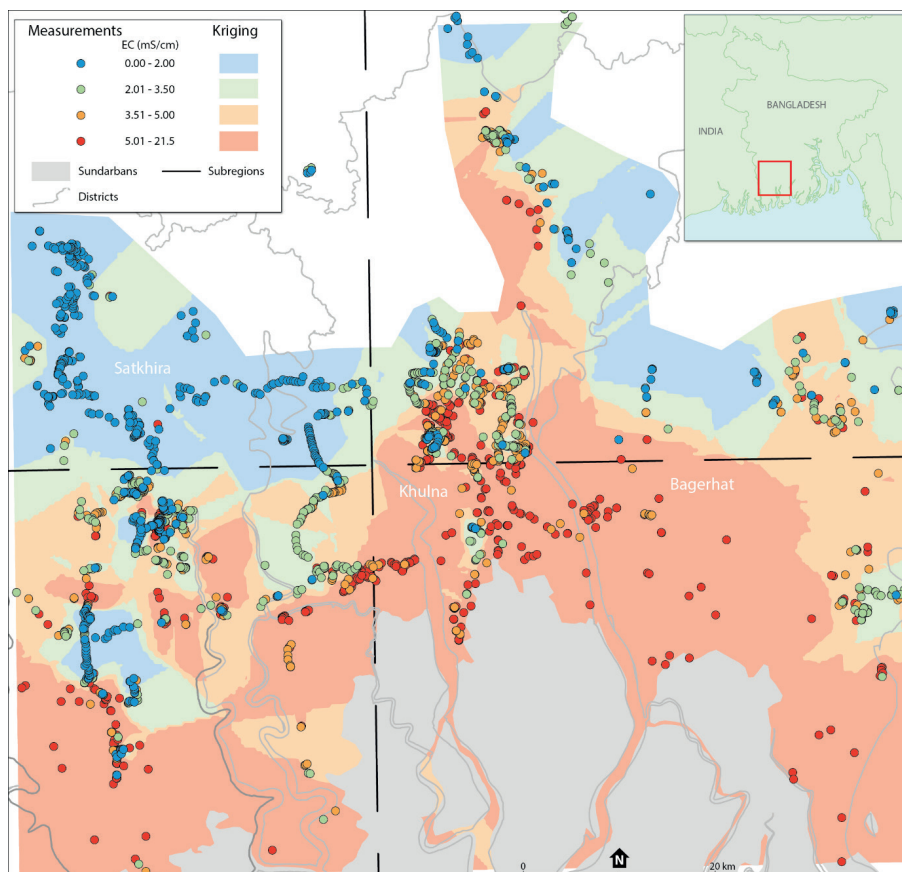 Measurements Kriging
EC (mS/cm)
0.00 - 2.00
2.01 - 3.50
3.51 - 5.00
5.01 - 21.5
Sundarbans Subregions
Districts
BANGLADESH
INDIA
Satkhira
Khulna
Bagerhat
N
0 20 km